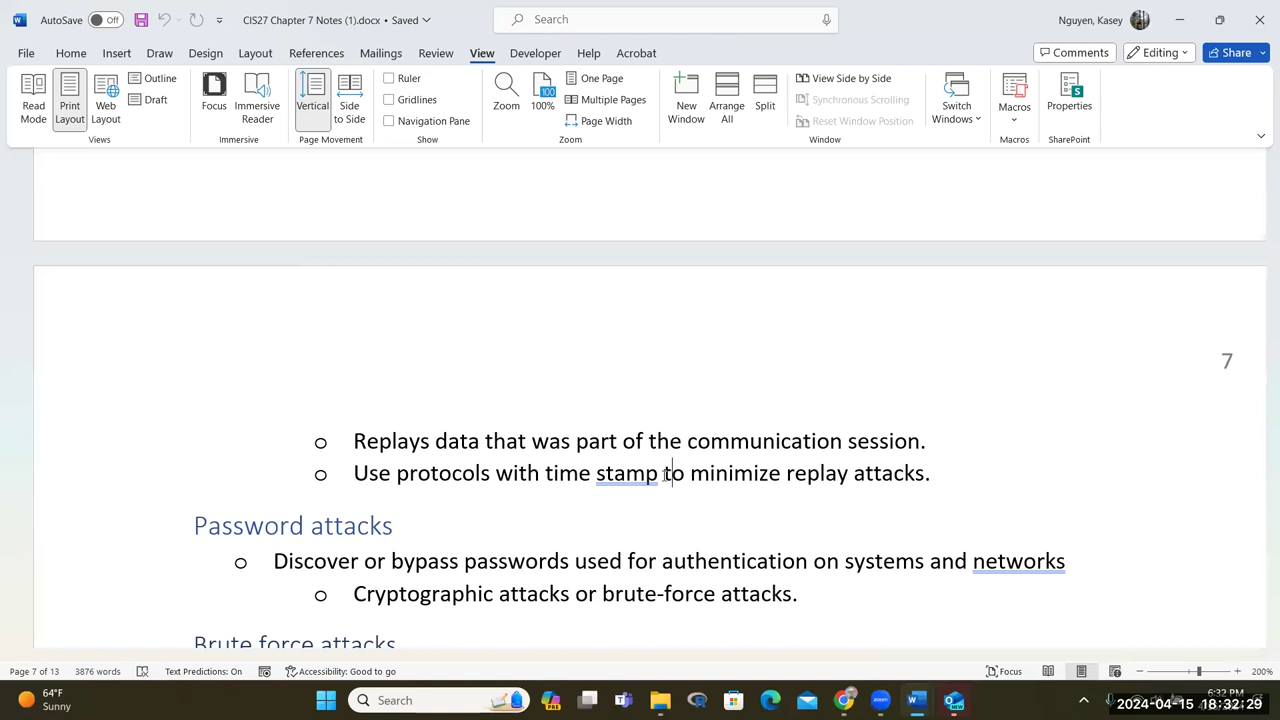 AutoSave Off CIS27 Chapter 7 Notes (1).docx • Saved Search Nguyen, Kasey
File Home Insert Draw Design Layout References Mailings Review View Developer Help Acrobat Comments Editing Share
Read Mode Print Layout Web Layout Outline Draft Focus Immersive Reader Vertical Side to Side Ruler Gridlines Navigation Pane Zoom 100% One Page Multiple Pages Page Width New Window Arrange All Split View Side by Side Synchronous Scrolling Reset Window Position Switch Windows Macros Properties
Views Immersive Page Movement Show Zoom Window Macros SharePoint
7
o Replays data that was part of the communication session.
o Use protocols with time stamp to minimize replay attacks.
Password attacks
o Discover or bypass passwords used for authentication on systems and networks
o Cryptographic attacks or brute-force attacks.
Brute force attacks
Page 7 of 13 3876 words Text Predictions: On Accessibility: Good to go Focus 200%
64°F
Sunny
Search
6:32 PM
2024-04-15 18:32:29